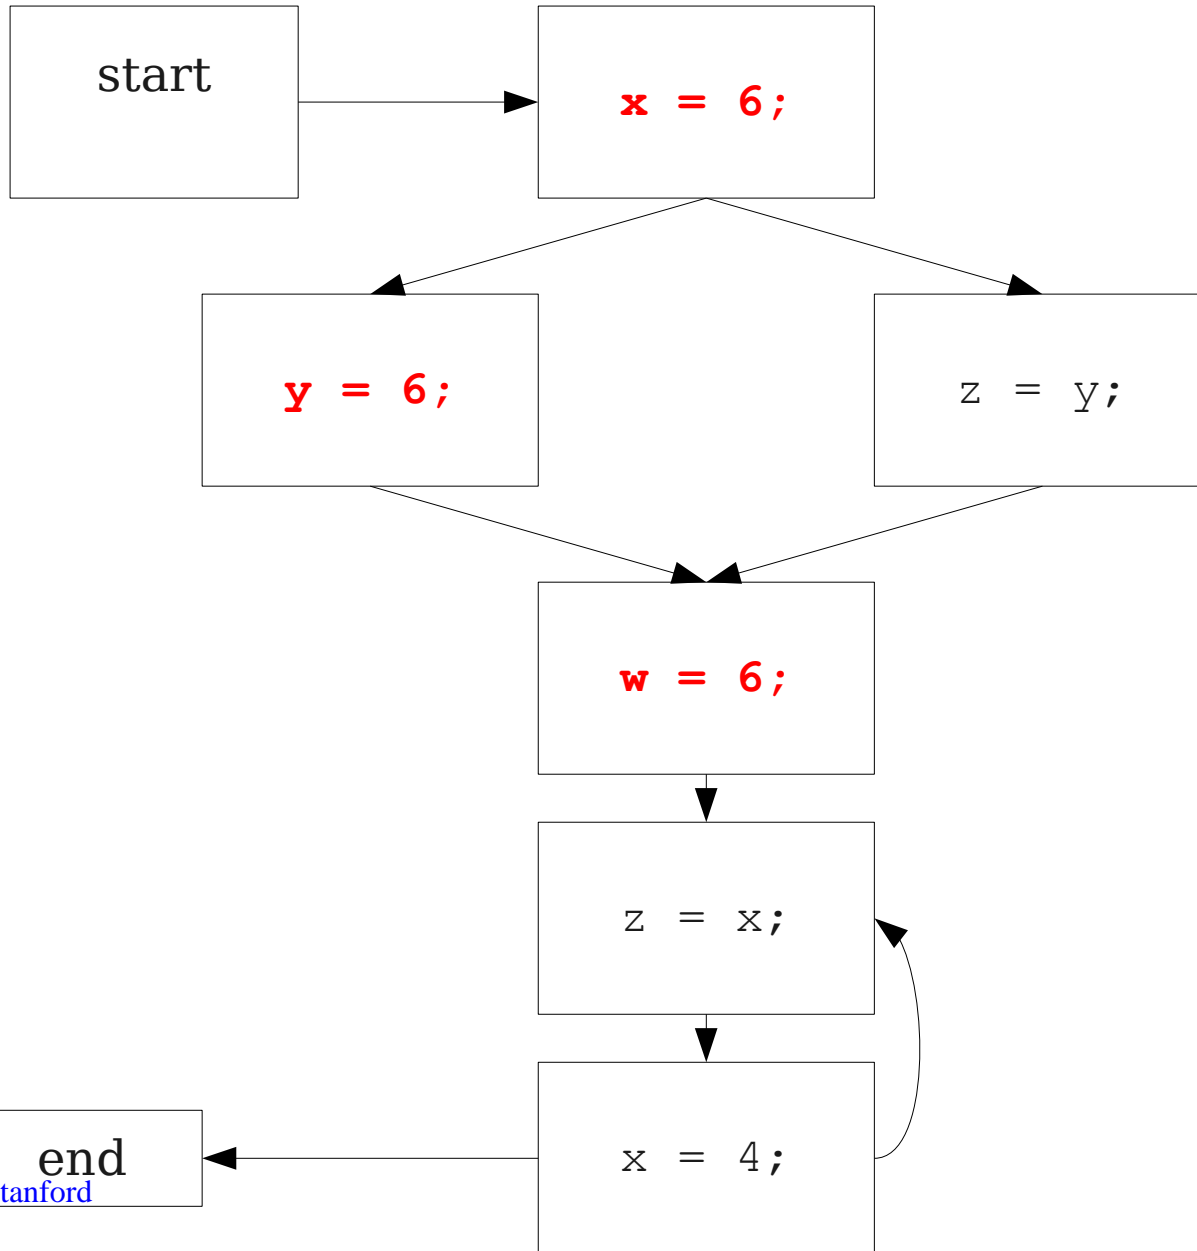 start
x = 6;
y = 6;
z = y;
w = 6;
z = x;
x = 4;
end
tanford